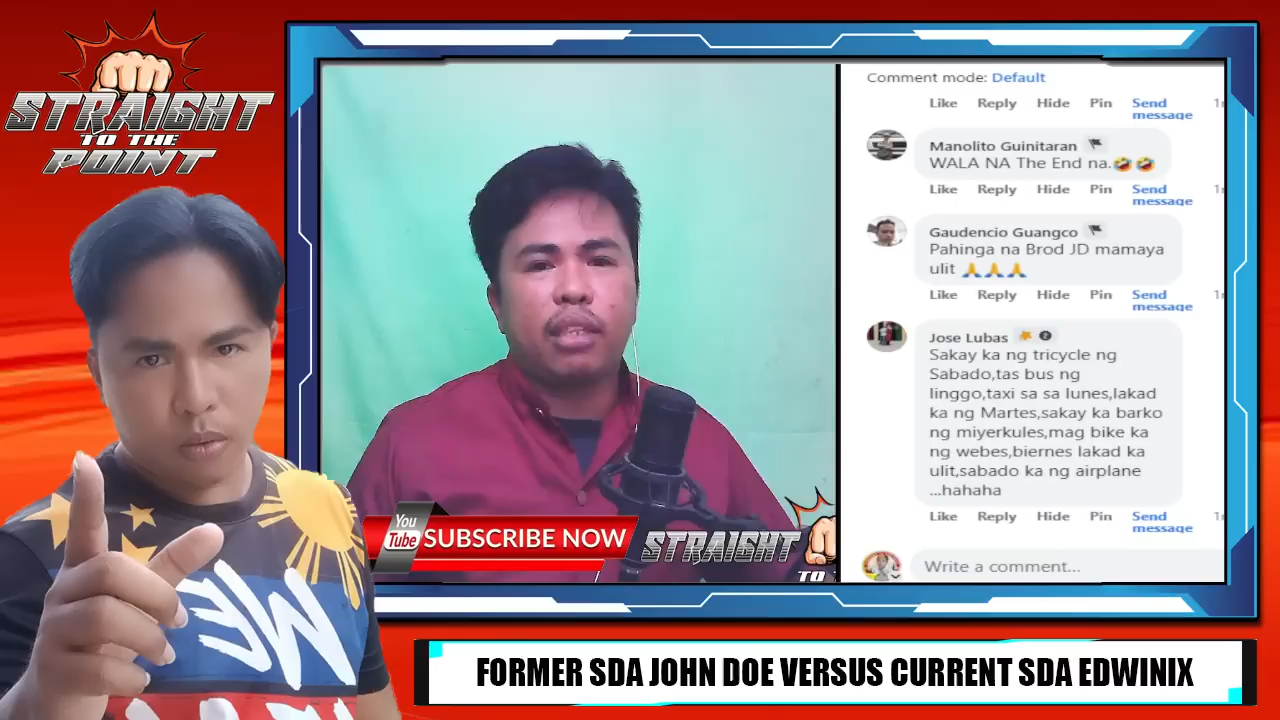 STRAIGHT
TO THE
POINT
Comment mode: Default
Like Reply Hide Pin Send
message
Manolito Guinitaran
WALA NA The End na.🤣🤣
Like Reply Hide Pin Send
message
Gaudencio Guangco
Pahinga na Brod JD mamaya
ulit 🙏🙏🙏
Like Reply Hide Pin Send
message
Jose Lubas
Sakay ka ng tricycle ng
Sabado,tas bus ng
linggo,taxi sa sa lunes,lakad
ka ng Martes,sakay ka barko
ng miyerkules,mag bike ka
ng webes,biernes lakad ka
ulit,sabado ka ng airplane
...hahaha
Like Reply Hide Pin Send
message
Write a comment...
You
Tube
SUBSCRIBE NOW
STRAIGHT
TO
FORMER SDA JOHN DOE VERSUS CURRENT SDA EDWINIX